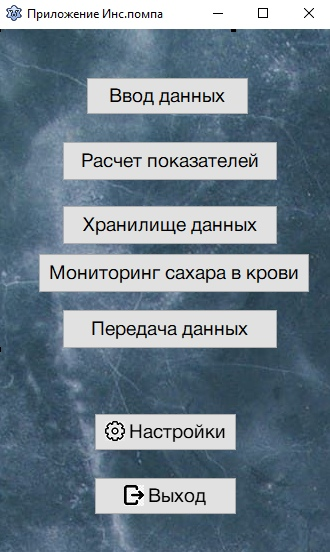 Приложение Инс.помпа
Ввод данных
Расчет показателей
Хранилище данных
Мониторинг сахара в крови
Передача данных
Настройки
Выход